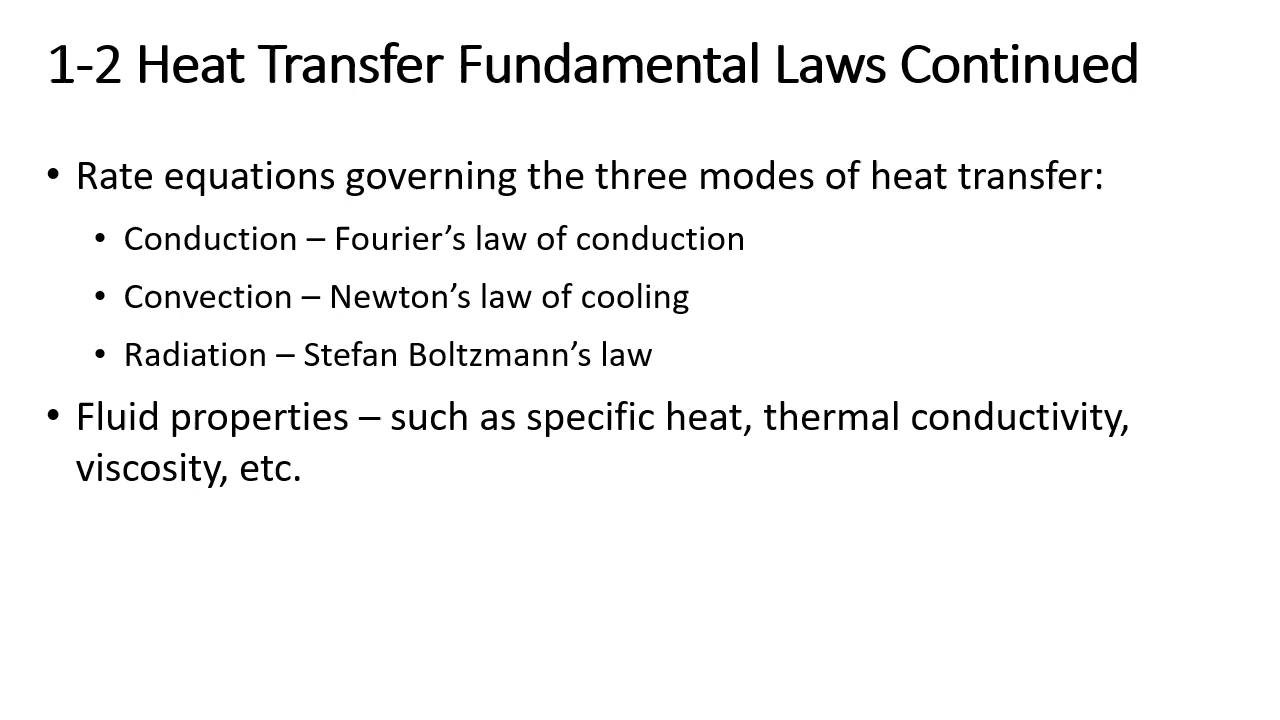 1-2 Heat Transfer Fundamental Laws Continued
• Rate equations governing the three modes of heat transfer:
• Conduction – Fourier’s law of conduction
• Convection – Newton’s law of cooling
• Radiation – Stefan Boltzmann’s law
• Fluid properties – such as specific heat, thermal conductivity,
viscosity, etc.